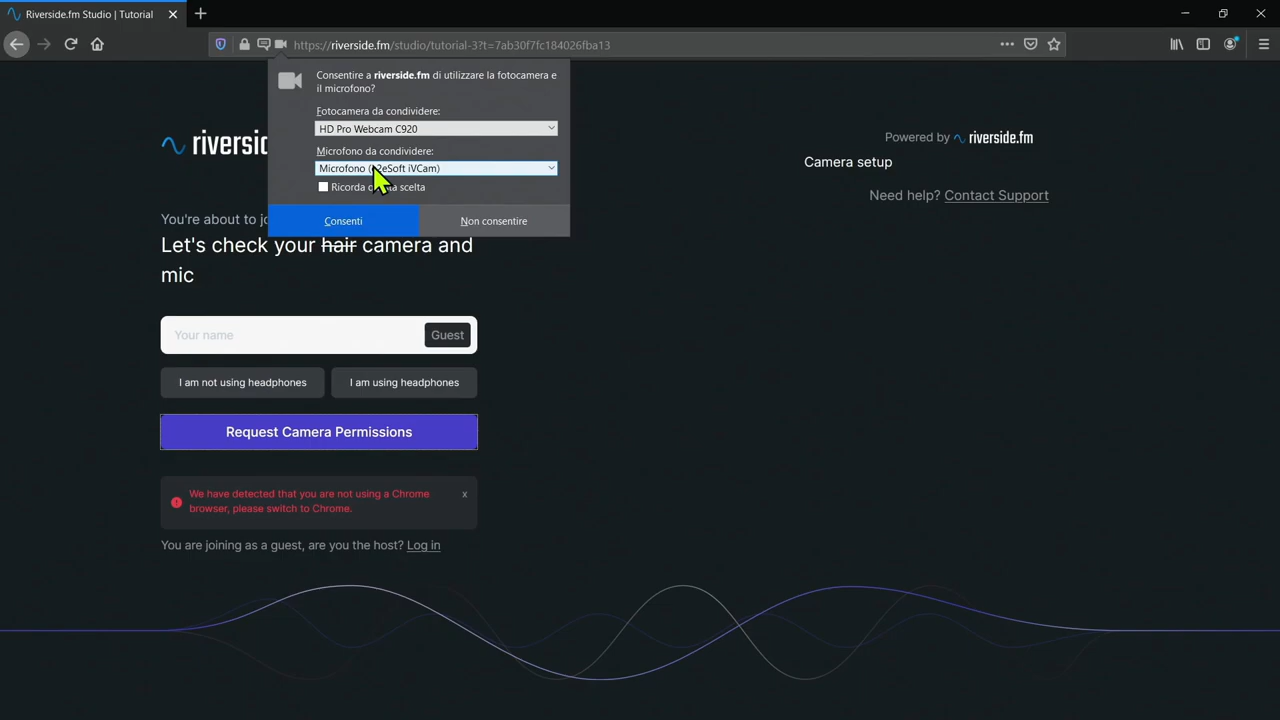 Riverside.fm Studio | Tutorial
https://riverside.fm/studio/tutorial-3?t=7ab30f7fc184026fba13
Consentire a riverside.fm di utilizzare la fotocamera e
il microfono?
Fotocamera da condividere:
HD Pro Webcam C920
Microfono da condividere:
Microfono ( 2eSoft iVCam)
Ricorda scelta
Consenti
Non consentire
riverside
You're about to jo
Let's check your hair camera and
mic
Your name
Guest
I am not using headphones
I am using headphones
Request Camera Permissions
We have detected that you are not using a Chrome
browser, please switch to Chrome.
x
You are joining as a guest, are you the host? Log in
Powered by riverside.fm
Camera setup
Need help? Contact Support